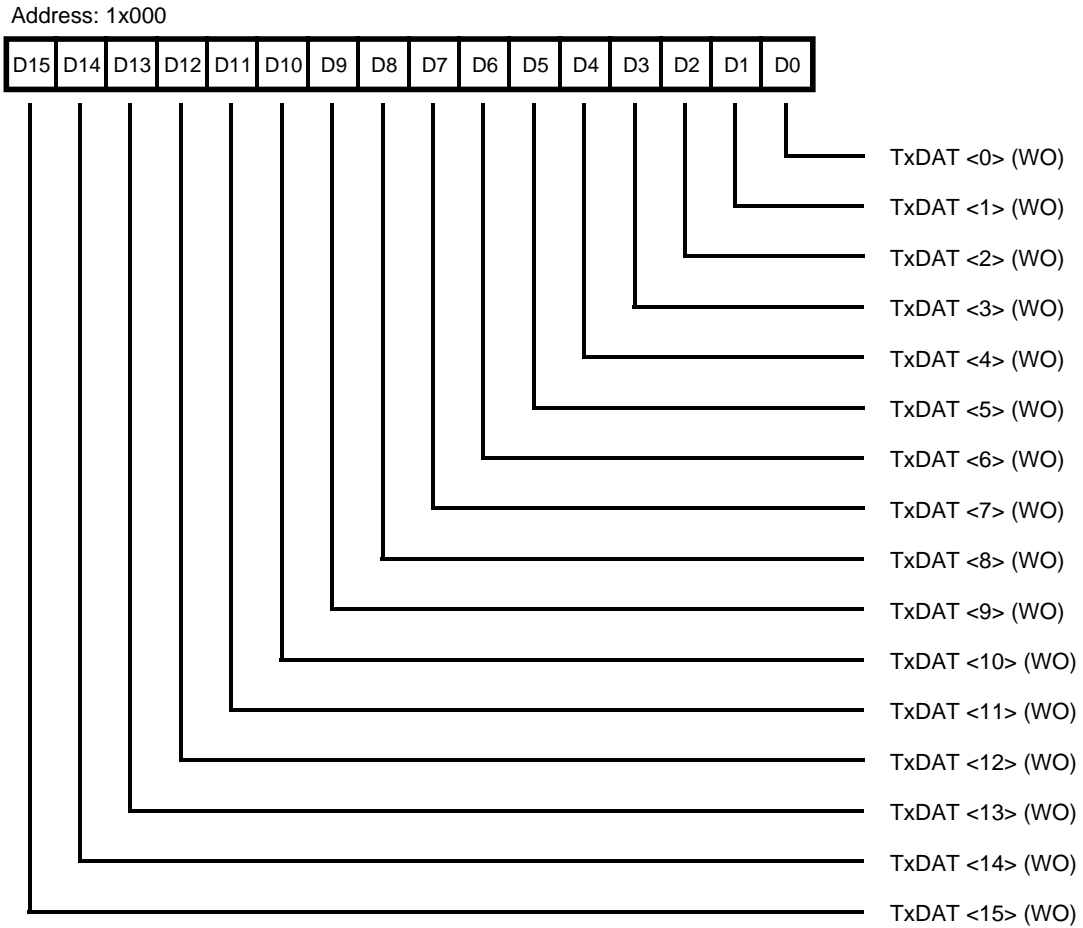 Address: 1x000
D15 D14 D13 D12 D11 D10 D9 D8 D7 D6 D5 D4 D3 D2 D1 D0
TxDAT <0> (WO)
TxDAT <1> (WO)
TxDAT <2> (WO)
TxDAT <3> (WO)
TxDAT <4> (WO)
TxDAT <5> (WO)
TxDAT <6> (WO)
TxDAT <7> (WO)
TxDAT <8> (WO)
TxDAT <9> (WO)
TxDAT <10> (WO)
TxDAT <11> (WO)
TxDAT <12> (WO)
TxDAT <13> (WO)
TxDAT <14> (WO)
TxDAT <15> (WO)